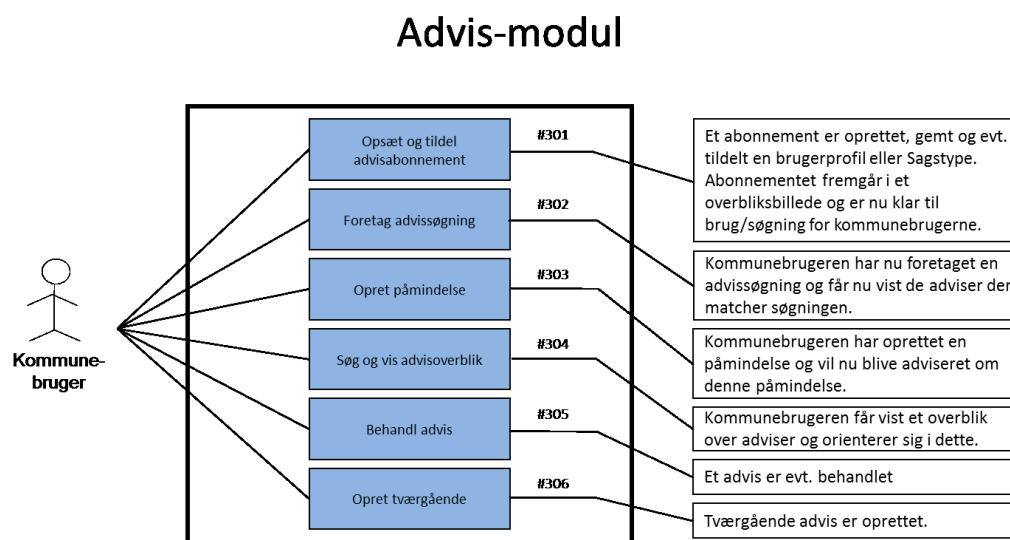 Advis-modul
Opsæt og tildel
advisabonnement
#301
Et abonnement er oprettet, gemt og evt.
tildelt en brugerprofil eller Sagstype.
Abonnementet fremgår i et
overbliksbillede og er nu klar til
brug/søgning for kommunebrugerne.
Foretag advissøgning
#302
Kommunebrugeren har nu foretaget en
advissøgning og får nu vist de adviser der
matcher søgningen.
Opret påmindelse
#303
Kommunebrugeren har oprettet en
påmindelse og vil nu blive adviseret om
denne påmindelse.
Kommune-
bruger
Søg og vis advisoverblik
#304
Kommunebrugeren får vist et overblik
over adviser og orienterer sig i dette.
Behandl advis
#305
Et advis er evt. behandlet
Opret tværgående
#306
Tværgående advis er oprettet.